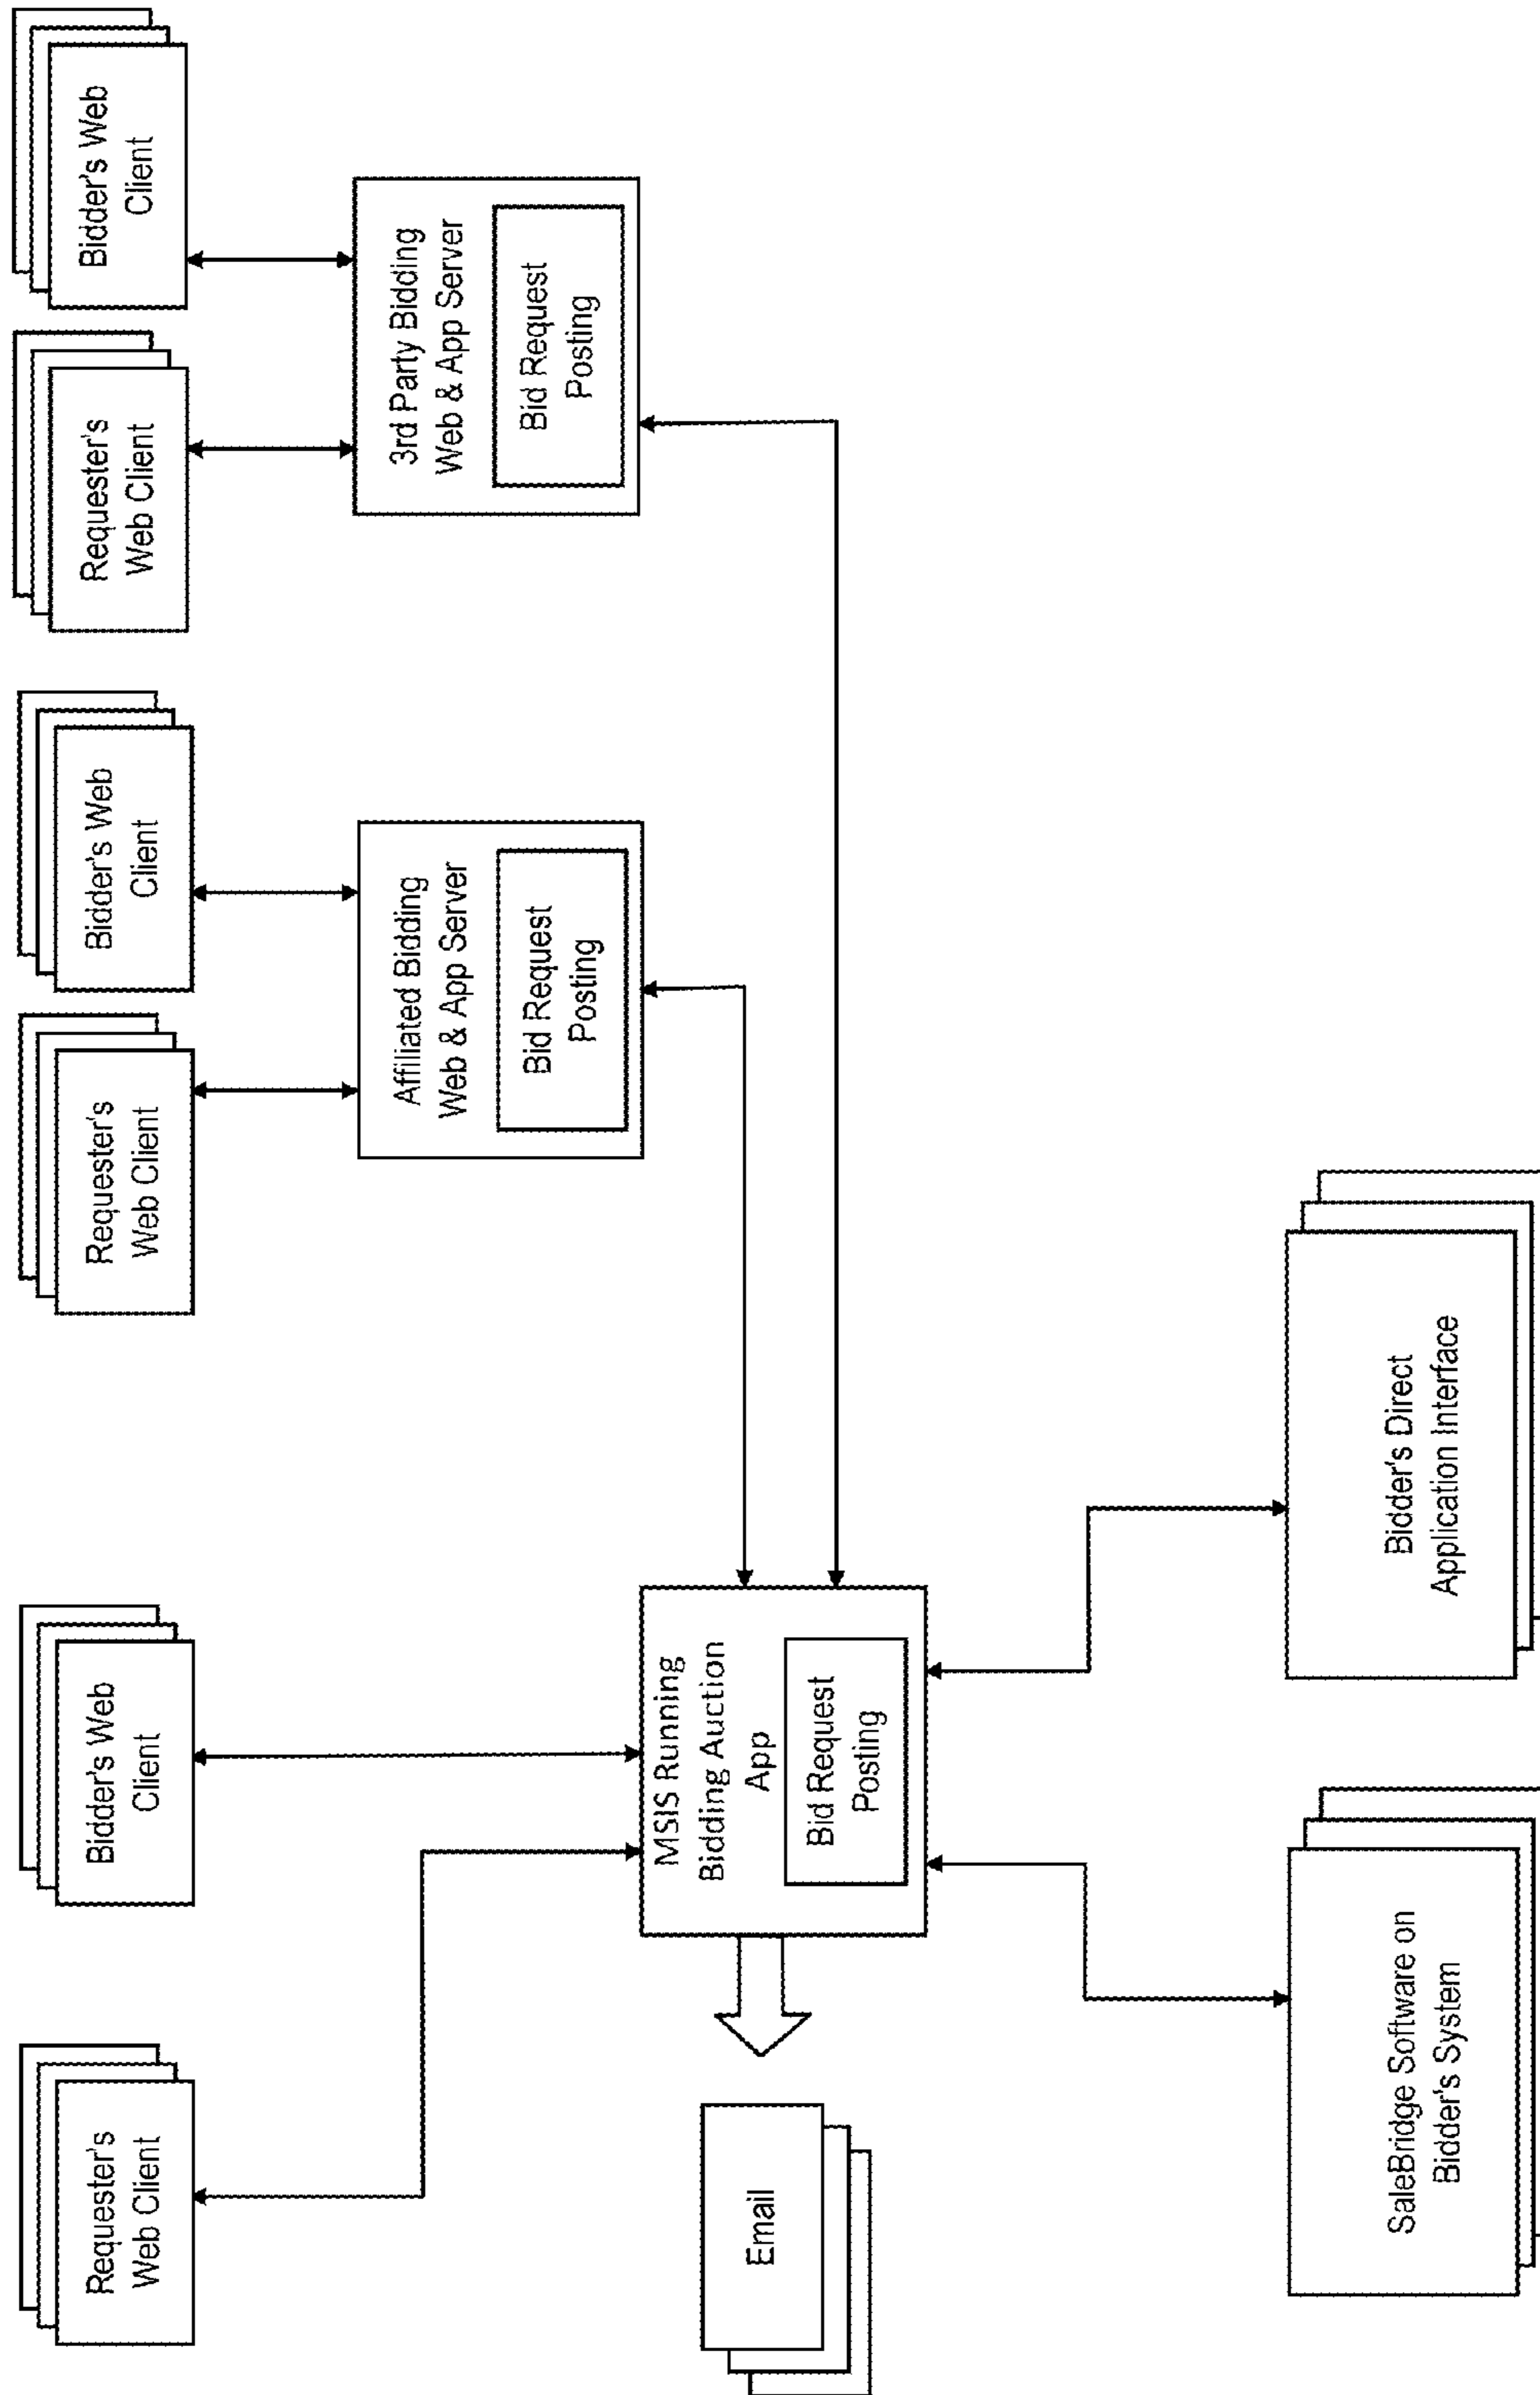 Requester's
Web Client
Bidder's Web
Client
Requester's
Web Client
Bidder's Web
Client
Requester's
Web Client
Bidder's Web
Client
Affiliated Bidding
Web & App Server
Bid Request
Posting
3rd Party Bidding
Web & App Server
Bid Request
Posting
Email
MSIS Running
Bidding Auction
App
Bid Request
Posting
SaleBridge Software on
Bidder's System
Bidder's Direct
Application Interface